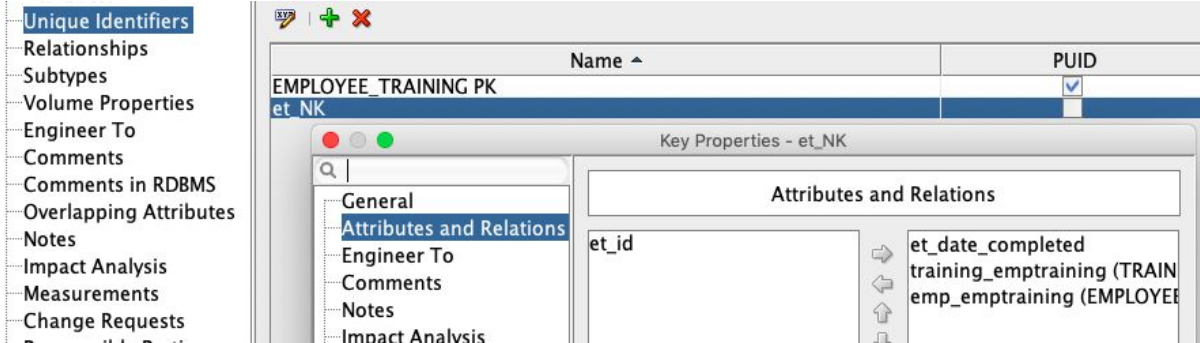 Unique Identifiers
Relationships
Subtypes
Volume Properties
Engineer To
Comments
Comments in RDBMS
Overlapping Attributes
Notes
Impact Analysis
Measurements
Change Requests
Name PUID
EMPLOYEE_TRAINING PK
et_NK
Key Properties - et_NK
General
Attributes and Relations
Engineer To
Comments
Notes
Impact Analysis
Attributes and Relations
et_id
et_date_completed
training_emptraining (TRAIN
emp_emptraining (EMPLOYEE